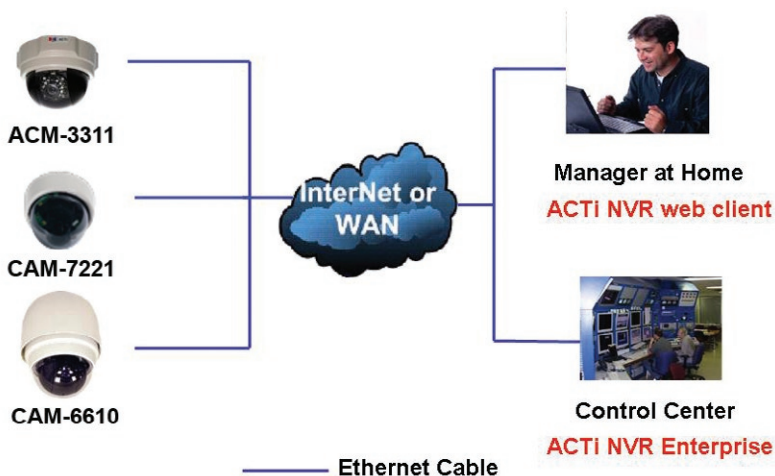 ACM-3311
CAM-7221
CAM-6610
InterNet or
WAN
Manager at Home
ACTi NVR web client
Control Center
ACTi NVR Enterprise
Ethernet Cable